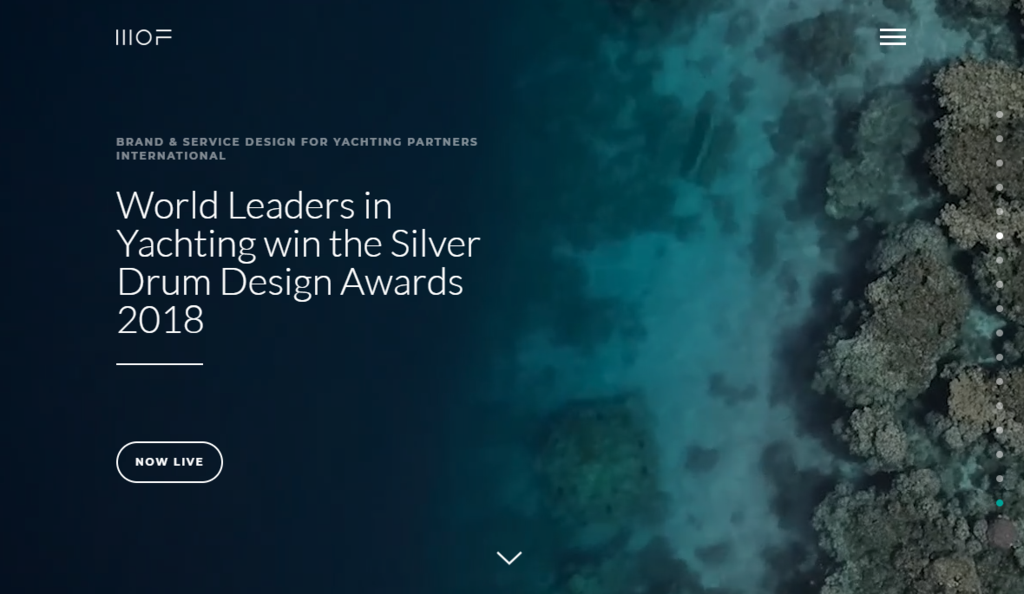 BRAND & SERVICE DESIGN FOR YACHTING PARTNERS
INTERNATIONAL
World Leaders in
Yachting win the Silver
Drum Design Awards
2018
NOW LIVE